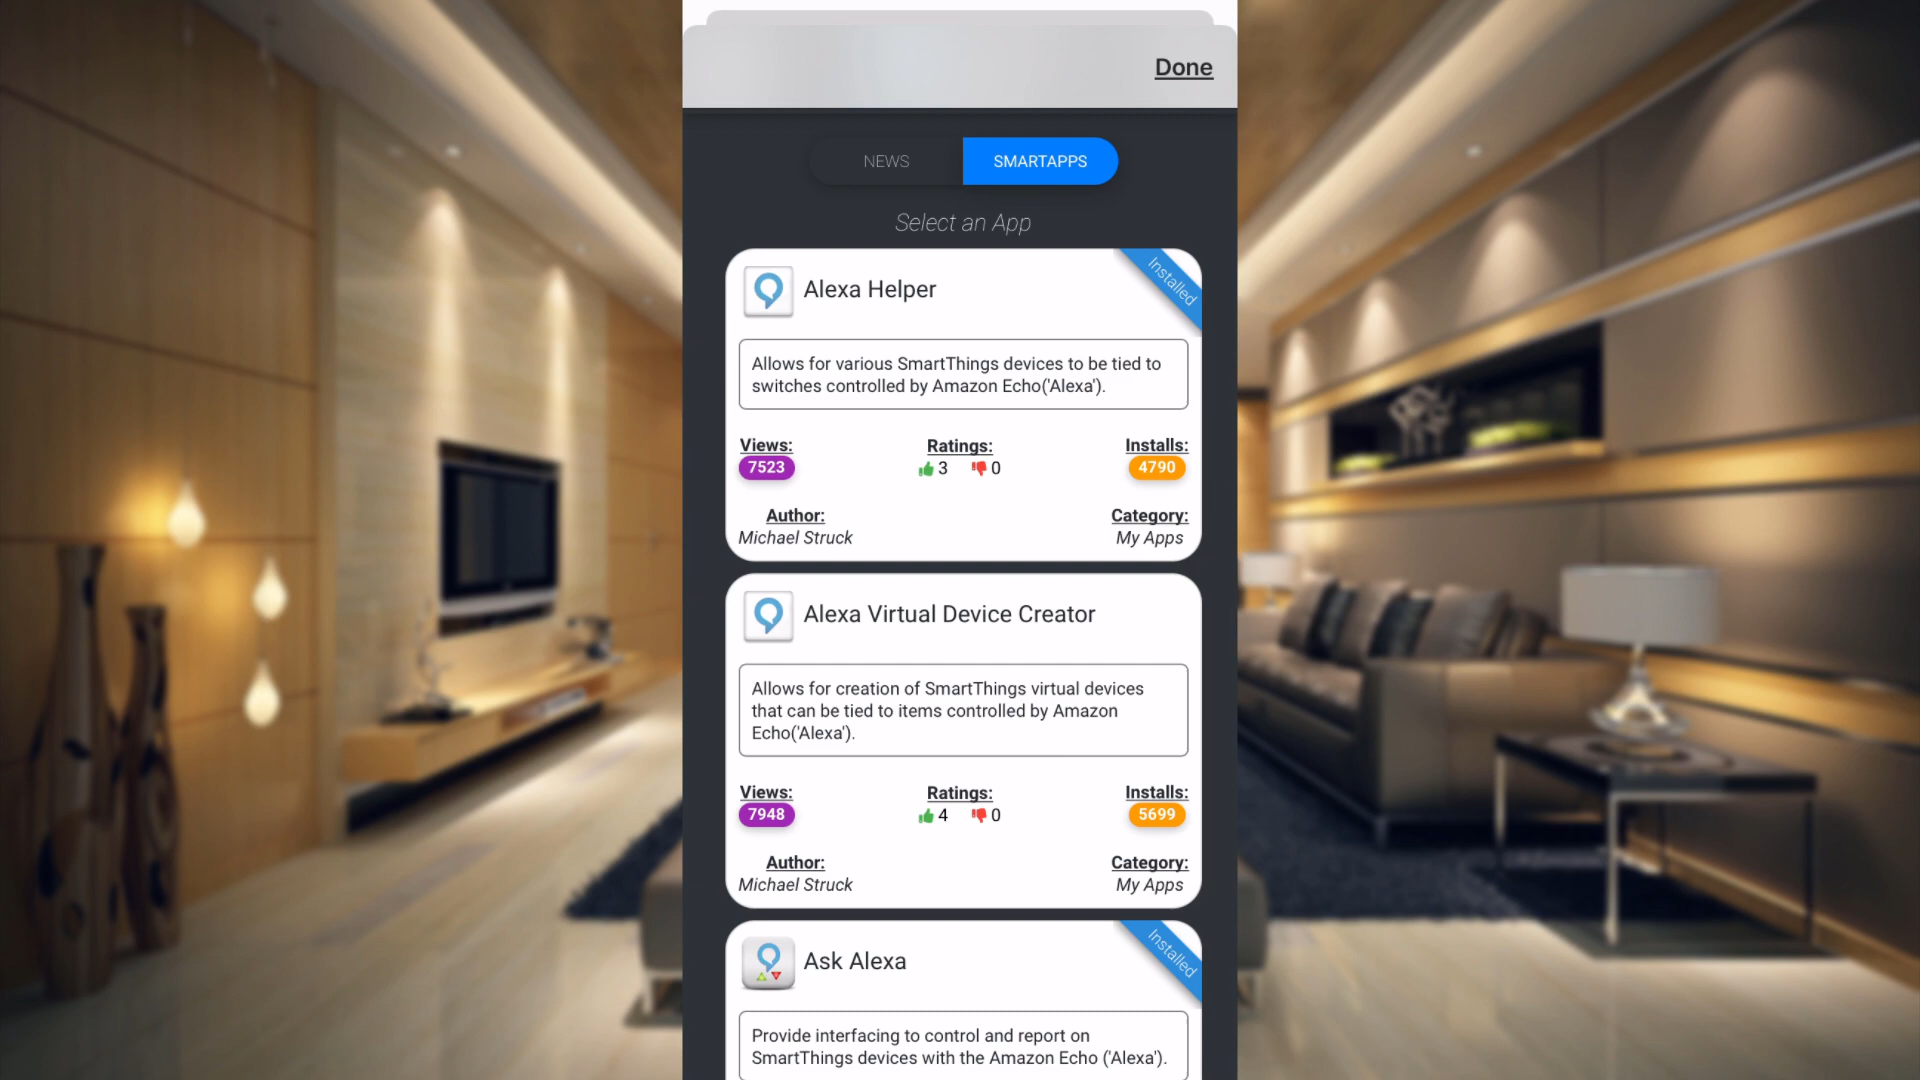 Done
NEWS
SMARTAPPS
Select an App
Alexa Helper
Installed
Allows for various SmartThings devices to be tied to
switches controlled by Amazon Echo('Alexa').
Views:
Ratings:
Installs:
7523
3
0
4790
Author:
Category:
Michael Struck
My Apps
Alexa Virtual Device Creator
Allows for creation of SmartThings virtual devices
that can be tied to items controlled by Amazon
Echo('Alexa').
Views:
Ratings:
Installs:
7948
4
0
5699
Author:
Category:
Michael Struck
My Apps
Ask Alexa
Installed
Provide interfacing to control and report on
SmartThings devices with the Amazon Echo ('Alexa').